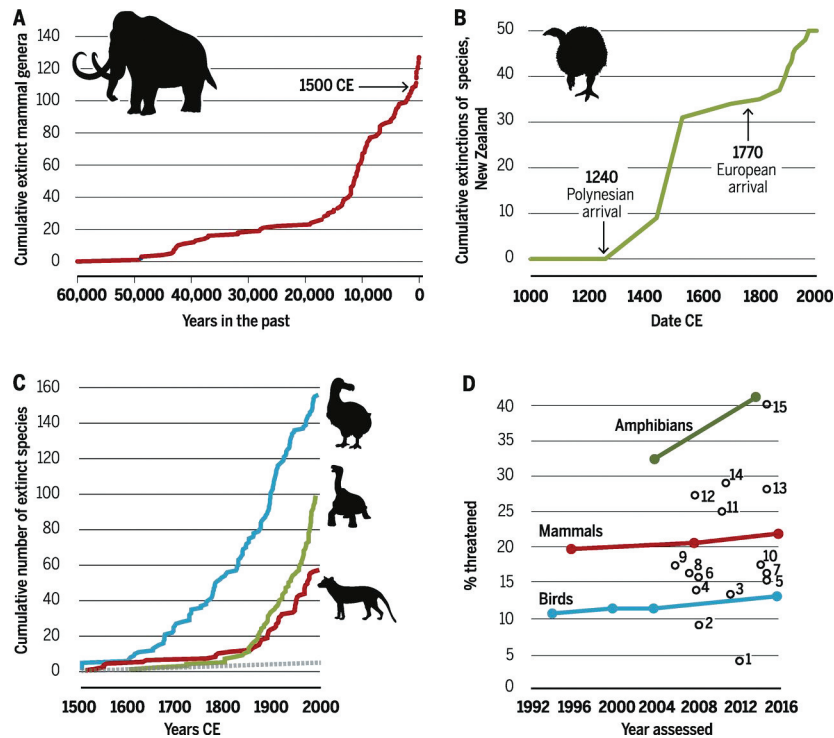 A
Cumulative extinct mammal genera
140
120
100
80
60
40
20
0
1500 CE
60,000 50,000 40,000 30,000 20,000 10,000 0
Years in the past
B
Cumulative extinctions of species,
New Zealand
50
40
30
20
10
0
1240
Polynesian
arrival
1770
European
arrival
1000 1200 1400 1600 1800 2000
Date CE
C
Cumulative number of extinct species
160
140
120
100
80
60
40
20
0
1500 1600 1700 1800 1900 2000
Years CE
D
% threatened
40
35
30
25
20
15
10
5
0
Amphibians
15
14
13
12
11
Mammals
9
10
8
7
6
5
4
3
Birds
2
1
1992 1996 2000 2004 2008 2012 2016
Year assessed